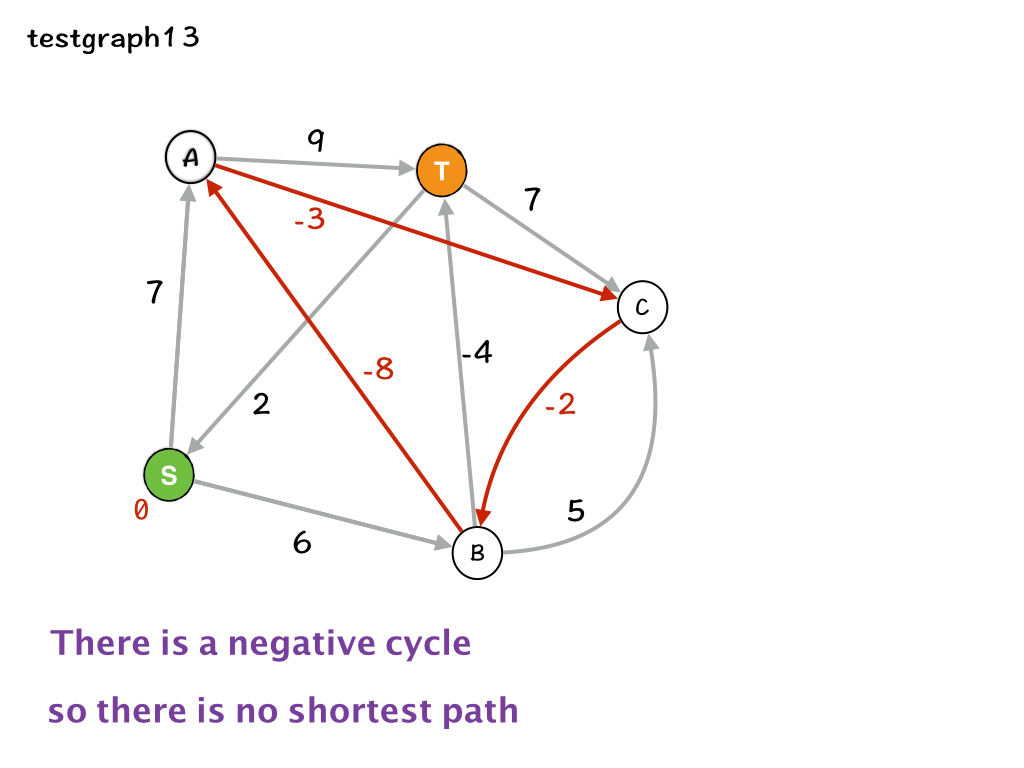 testgraph13
9
A
T
7
-3
7
C
-4
-8
2
-2
S
0
5
6
B
There is a negative cycle
so there is no shortest path